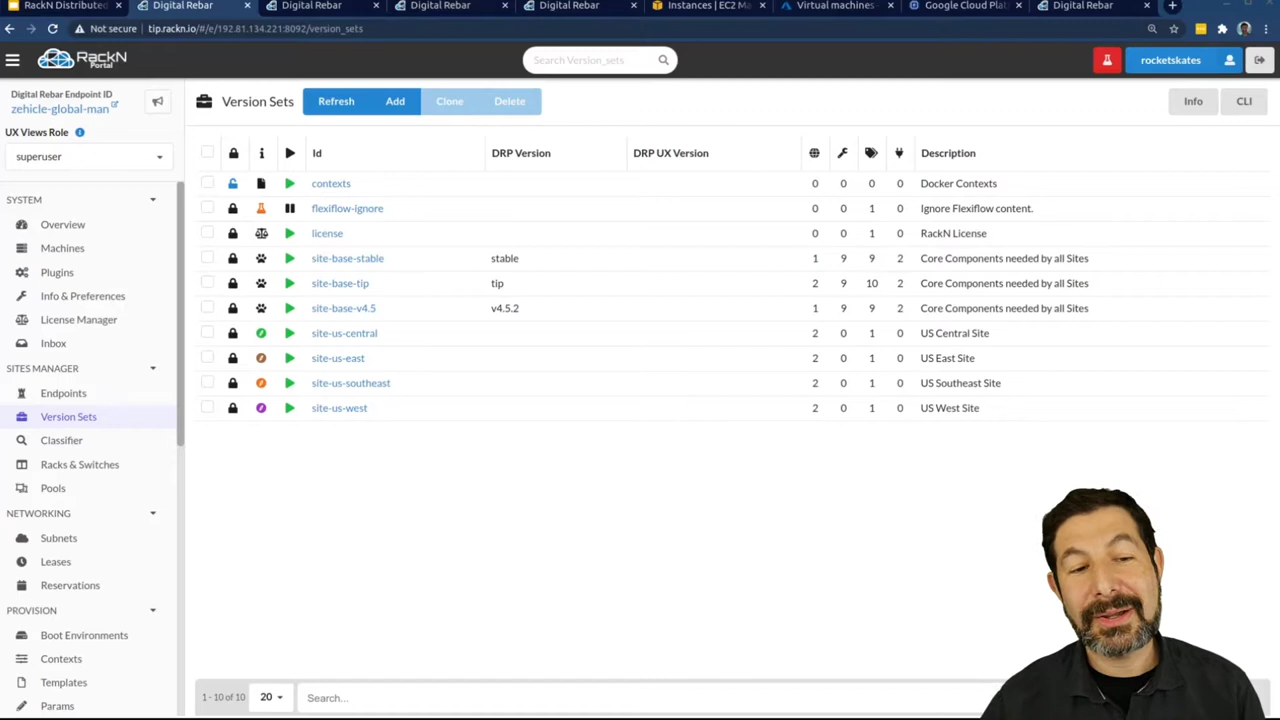 RackN Distributed
Digital Rebar
Digital Rebar
Digital Rebar
Digital Rebar
Instances | EC2 Ma
Virtual machines -
Google Cloud Plat
Digital Rebar
Not secure
tip.rackn.io/#/e/192.81.134.221:8092/version_sets
RackN
Portal
Search Version_sets
rocketskates
Digital Rebar Endpoint ID
zehicle-global-man
UX Views Role
superuser
Version Sets
Refresh
Add
Clone
Delete
Info
CLI
Id
DRP Version
DRP UX Version
Description
contexts 0 0 0 0 Docker Contexts
flexiflow-ignore 0 0 1 0 Ignore Flexiflow content.
license 0 0 1 0 RackN License
site-base-stable stable 1 9 9 2 Core Components needed by all Sites
site-base-tip tip 2 9 10 2 Core Components needed by all Sites
site-base-v4.5 v4.5.2 1 9 9 2 Core Components needed by all Sites
site-us-central 2 0 1 0 US Central Site
site-us-east 2 0 1 0 US East Site
site-us-southeast 2 0 1 0 US Southeast Site
site-us-west 2 0 1 0 US West Site
SYSTEM
Overview
Machines
Plugins
Info & Preferences
License Manager
Inbox
SITES MANAGER
Endpoints
Version Sets
Classifier
Racks & Switches
Pools
NETWORKING
Subnets
Leases
Reservations
PROVISION
Boot Environments
Contexts
Templates
Params
1 - 10 of 10
20
Search...